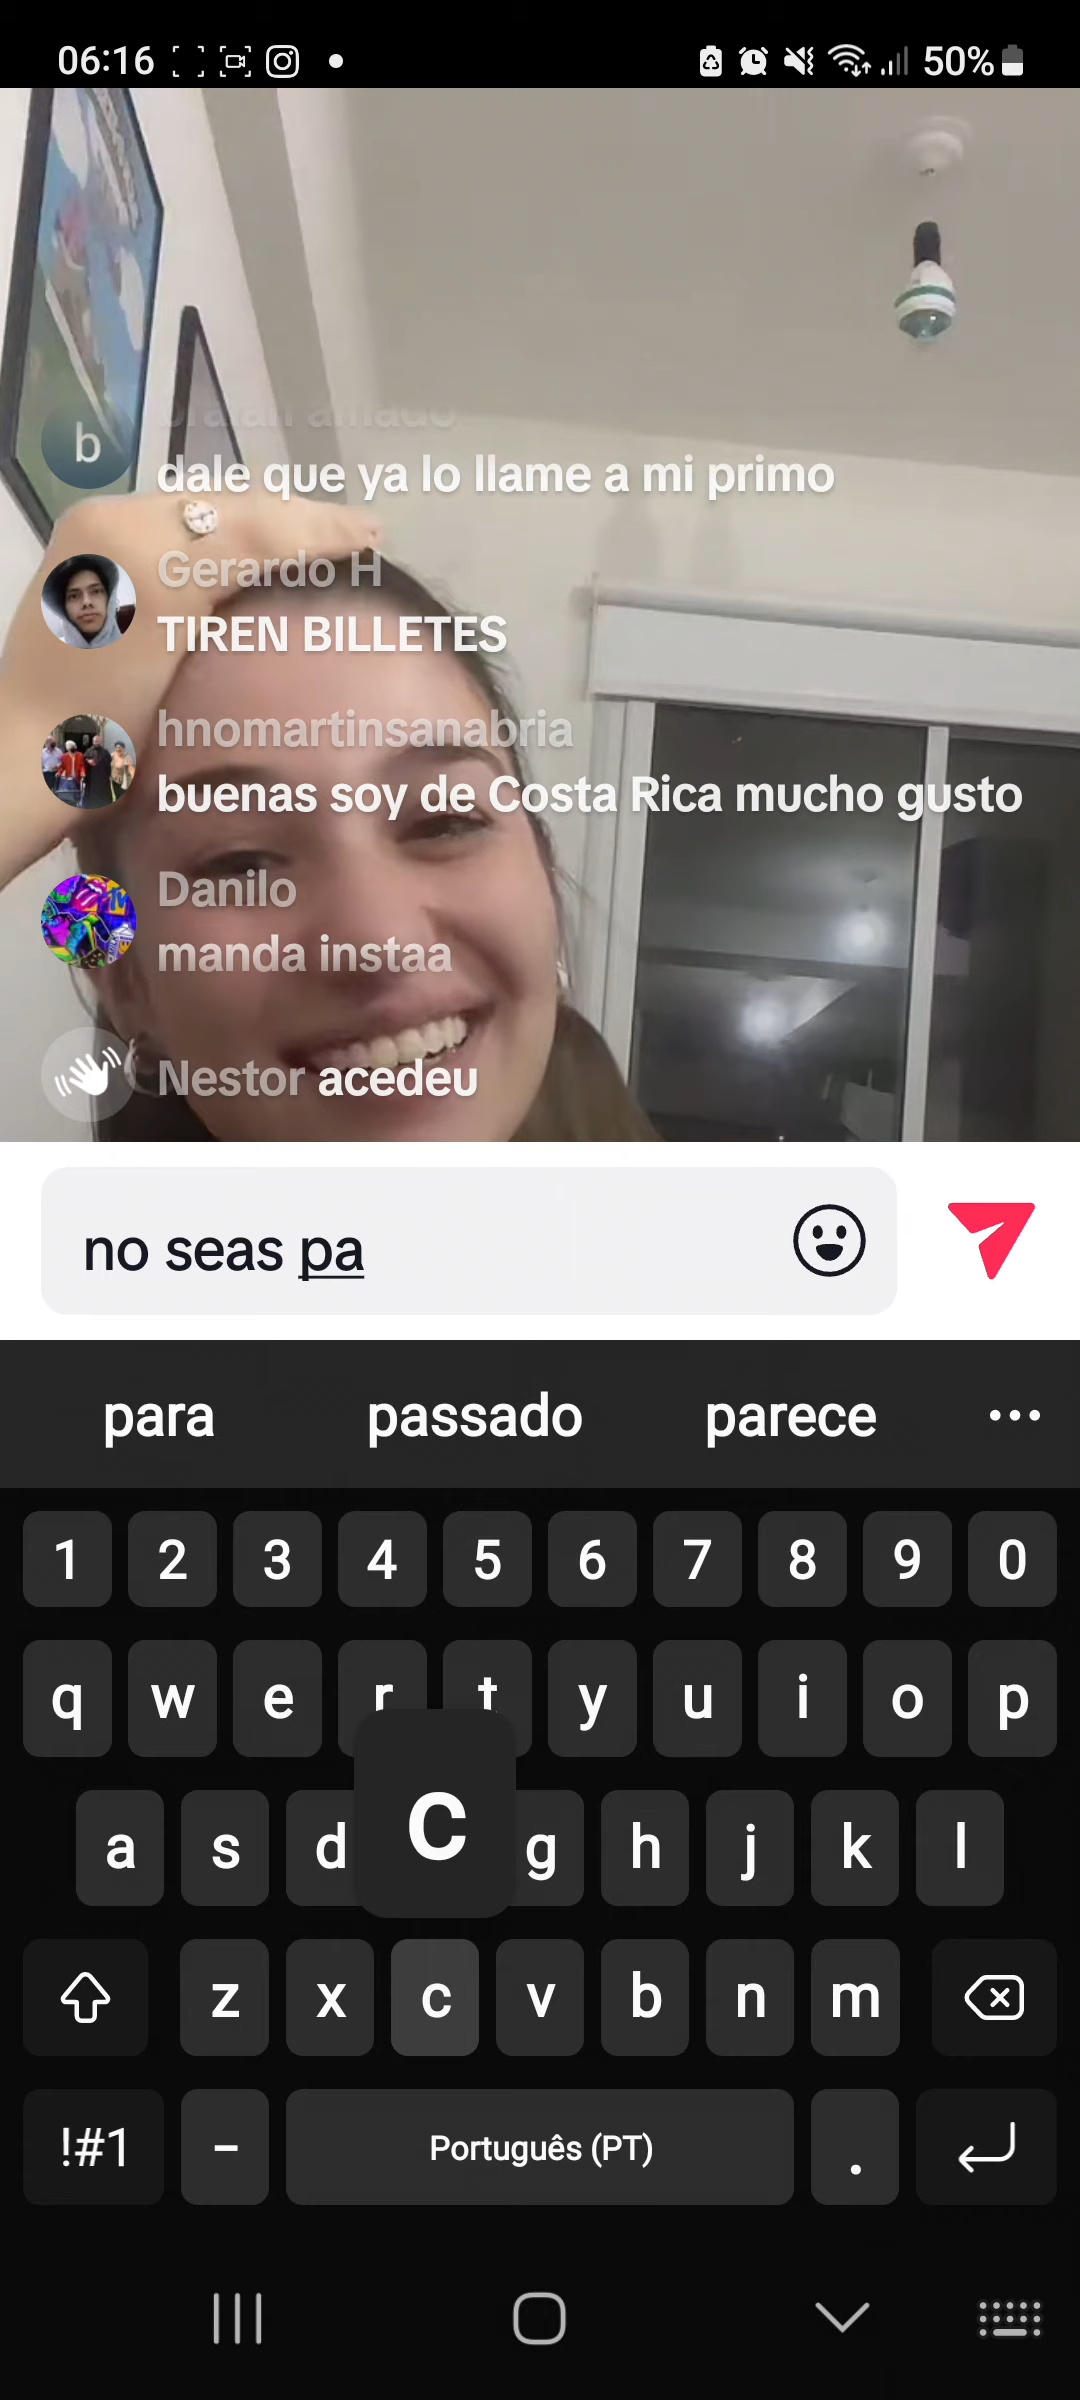 06:16
50%
b
dale que ya lo llame a mi primo
Gerardo H
TIREN BILLETES
hnomartinsanabria
buenas soy de Costa Rica mucho gusto
Danilo
manda instaa
Nestor acedeu
no seas pa
para passado parece
1 2 3 4 5 6 7 8 9 0
q w e r t y u i o p
a s d C g h j k l
z x c v b n m
!#1 - Português (PT) .